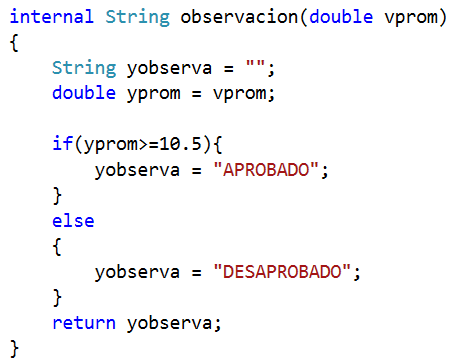 internal String observacion(double vprom)
{
    String yobserva = "";
    double yprom = vprom;

    if(yprom>=10.5){
        yobserva = "APROBADO";
    }
    else
    {
        yobserva = "DESAPROBADO";
    }
    return yobserva;
}